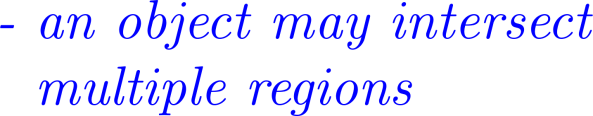 - an object may intersect
multiple regions